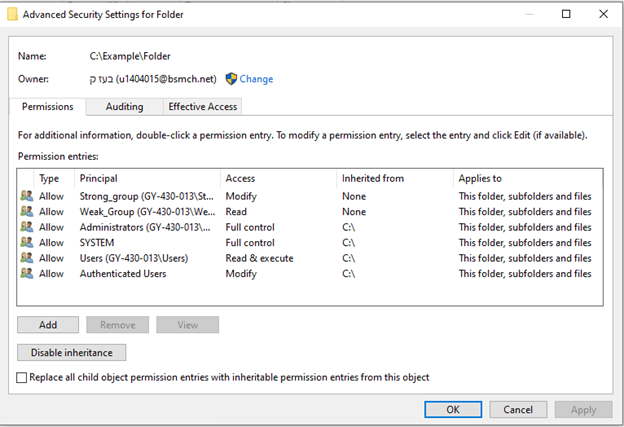 Advanced Security Settings for Folder
Name: C:\Example\Folder
Owner: בעז ק (u1404015@bsmch.net) Change
Permissions Auditing Effective Access
For additional information, double-click a permission entry. To modify a permission entry, select the entry and click Edit (if available).
Permission entries:
Type Principal Access Inherited from Applies to
Allow Strong_group (GY-430-013\St... Modify None This folder, subfolders and files
Allow Weak_Group (GY-430-013\We... Read None This folder, subfolders and files
Allow Administrators (GY-430-013\... Full control C:\ This folder, subfolders and files
Allow SYSTEM Full control C:\ This folder, subfolders and files
Allow Users (GY-430-013\Users) Read & execute C:\ This folder, subfolders and files
Allow Authenticated Users Modify C:\ This folder, subfolders and files
Add Remove View
Disable inheritance
Replace all child object permission entries with inheritable permission entries from this object
OK Cancel Apply